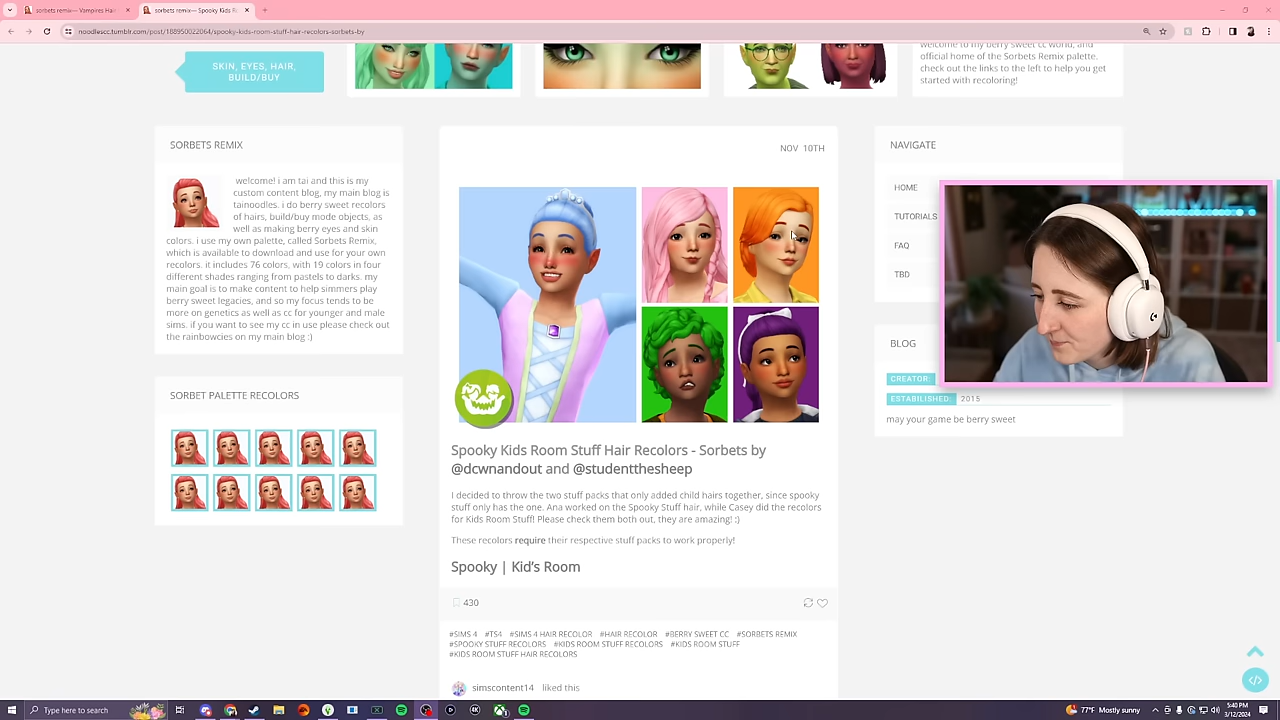 sorbets remix— Vampires Hair
sorbets remix— Spooky Kids R
noodlescc.tumblr.com/post/188950022064/spooky-kids-room-stuff-hair-recolors-sorbets-by
SKIN, EYES, HAIR,
BUILD/BUY
welcome to my berry sweet cc world, and
official home of the Sorbets Remix palette.
check out the links to the left to help you get
started with recoloring!
SORBETS REMIX
welcome! i am tai and this is my
custom content blog, my main blog is
tainoodles. i do berry sweet recolors
of hairs, build/buy mode objects, as
well as making berry eyes and skin
colors. i use my own palette, called Sorbets Remix,
which is available to download and use for your own
recolors. it includes 76 colors, with 19 colors in four
different shades ranging from pastels to darks. my
main goal is to make content to help simmers play
berry sweet legacies, and so my focus tends to be
more on genetics as well as cc for younger and male
sims. if you want to see my cc in use please check out
the rainbowcies on my main blog :)
SORBET PALETTE RECOLORS
NOV 10TH
Spooky Kids Room Stuff Hair Recolors - Sorbets by
@dcwnandout and @studentthesheep
I decided to throw the two stuff packs that only added child hairs together, since spooky
stuff only has the one. Ana worked on the Spooky Stuff hair, while Casey did the recolors
for Kids Room Stuff! Please check them both out, they are amazing! :)
These recolors require their respective stuff packs to work properly!
Spooky | Kid's Room
430
#SIMS 4 #TS4 #SIMS 4 HAIR RECOLOR #HAIR RECOLOR #BERRY SWEET CC #SORBETS REMIX
#SPOOKY STUFF RECOLORS #KIDS ROOM STUFF RECOLORS #KIDS ROOM STUFF
#KIDS ROOM STUFF HAIR RECOLORS
simscontent14 liked this
NAVIGATE
HOME
TUTORIALS
FAQ
TBD
BLOG
CREATOR:
ESTABILISHED: 2015
may your game be berry sweet
Type here to search
77°F Mostly sunny
5:40 PM
3/12/2024